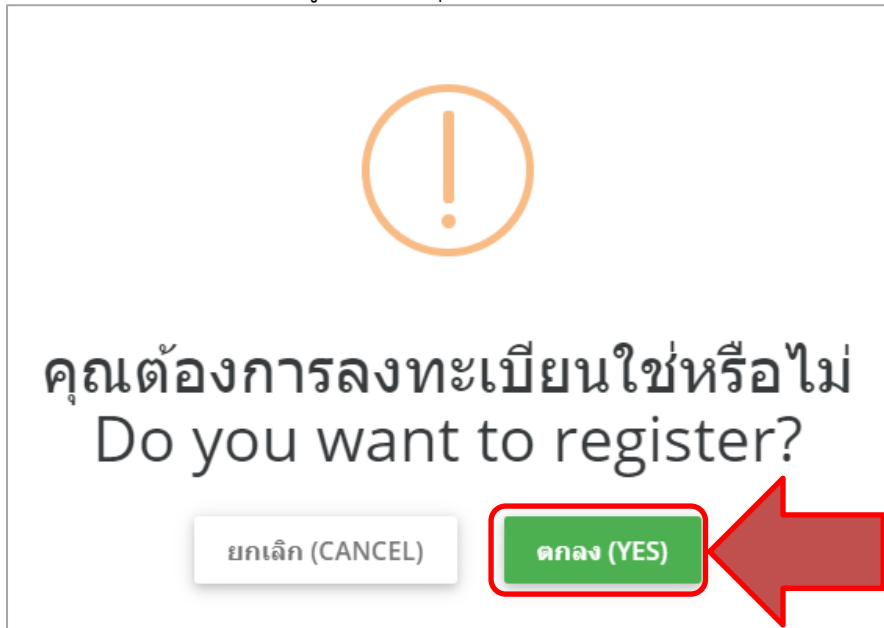 คุณต้องการลงทะเบียนใช่หรือไม่
Do you want to register?
ยกเลิก (CANCEL)
ตกลง (YES)